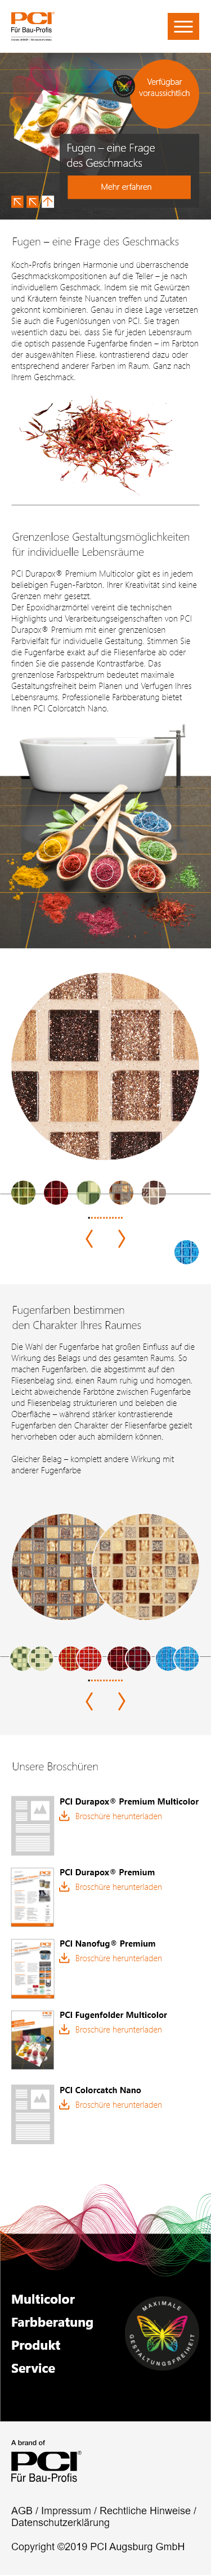 PCI
Für Bau-Profis
Verfügbar
voraussichtlich
Fugen – eine Frage
des Geschmacks
Mehr erfahren
Fugen – eine Frage des Geschmacks
Koch-Profis bringen Harmonie und überraschende
Geschmackskompositionen auf die Teller – je nach
individuellem Geschmack. Indem sie mit Gewürzen
und Kräutern feinste Nuancen treffen und Zutaten
gekonnt kombinieren. Genau in diese Lage versetzen
Sie auch die Fugenlösungen von PCI. Sie tragen
wesentlich dazu bei, dass Sie für jeden Lebensraum
die optisch passende Fugenfarbe finden – im Farbton
der ausgewählten Fliese, kontrastierend dazu oder
entsprechend anderer Farben im Raum. Ganz nach
Ihrem Geschmack.
Grenzenlose Gestaltungsmöglichkeiten
für individuelle Lebensräume
PCI Durapox® Premium Multicolor gibt es in jedem
beliebigen Fugen-Farbton. Ihrer Kreativität sind keine
Grenzen mehr gesetzt.
Der Epoxidharzmörtel vereint die technischen
Highlights und Verarbeitungseigenschaften von PCI
Durapox® Premium mit einer grenzenlosen
Farbvielfalt für individuelle Gestaltung. Stimmen Sie
die Fugenfarbe exakt auf die Fliesenfarbe ab oder
finden Sie die passende Kontrastfarbe. Das
grenzenlose Farbspektrum bedeutet maximale
Gestaltungsfreiheit beim Planen und Verfugen Ihres
Lebensraums. Professionelle Farbberatung bietet
Ihnen PCI Colorcatch Nano.
Fugenfarben bestimmen
den Charakter Ihres Raumes
Die Wahl der Fugenfarbe hat großen Einfluss auf die
Wirkung des Belags und des gesamten Raums. So
machen Fugenfarben, die abgestimmt auf den
Fliesenbelag sind, einen Raum ruhig und homogen.
Leicht abweichende Farbtöne zwischen Fugenfarbe
und Fliesenbelag strukturieren und beleben die
Oberfläche – während stärker kontrastierende
Fugenfarben den Charakter der Fliesenfarbe gezielt
hervorheben oder auch abmildern können.
Gleicher Belag – komplett andere Wirkung mit
anderer Fugenfarbe
Unsere Broschüren
PCI Durapox® Premium Multicolor
Broschüre herunterladen
PCI Durapox® Premium
Broschüre herunterladen
PCI Nanofug® Premium
Broschüre herunterladen
PCI Fugenfolder Multicolor
Broschüre herunterladen
PCI Colorcatch Nano
Broschüre herunterladen
Multicolor
Farbberatung
Produkt
Service
MAXIMALE
GESTALTUNGSFREIHEIT
A brand of
PCI®
Für Bau-Profis
AGB / Impressum / Rechtliche Hinweise /
Datenschutzerklärung
Copyright ©2019 PCI Augsburg GmbH